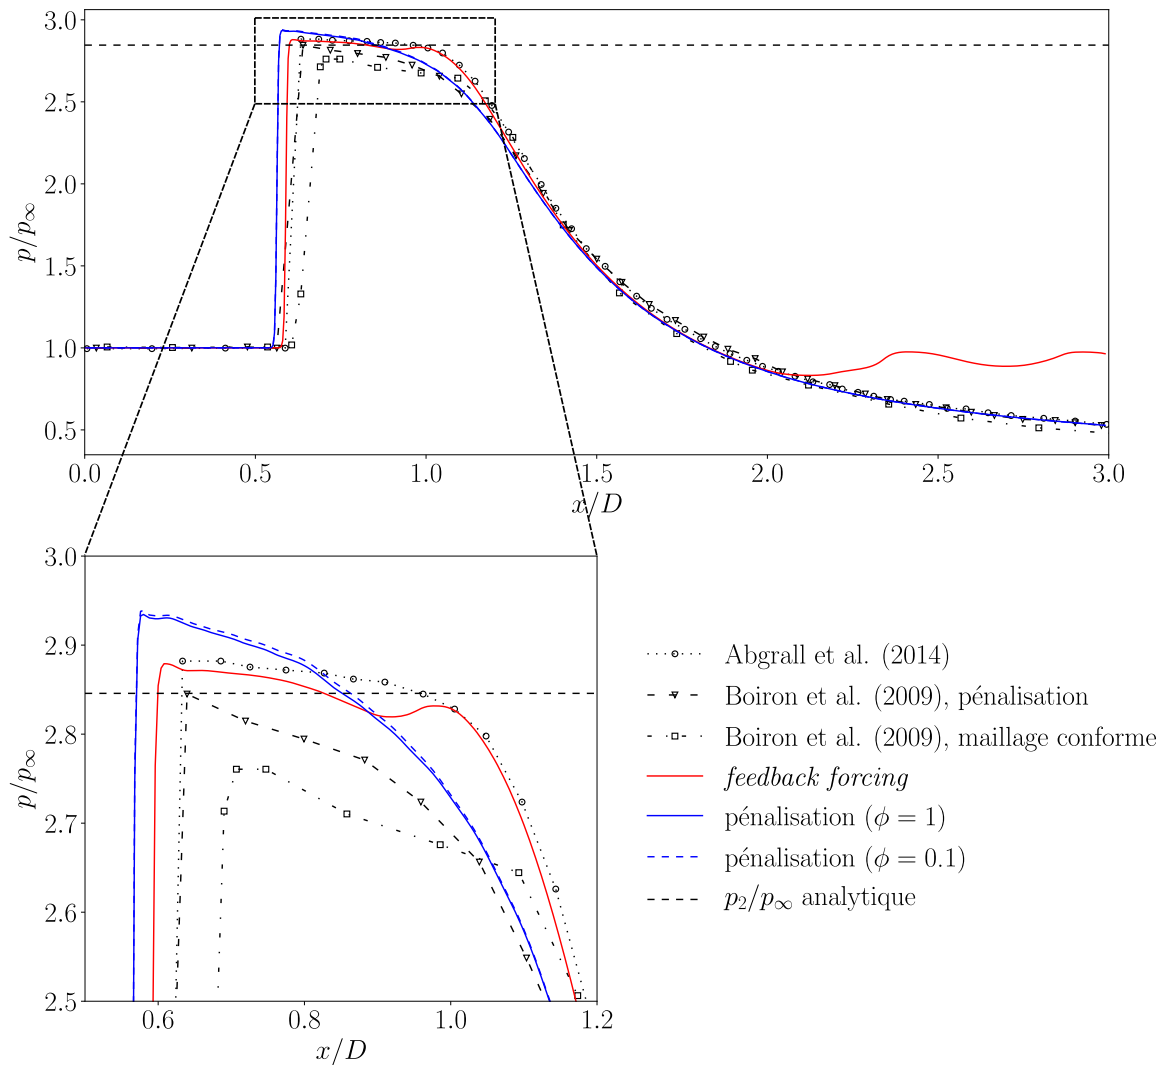 3.0
2.5
2.0
1.5
1.0
0.5
p/p∞
0.0 0.5 1.0 1.5 2.0 2.5 3.0
x/D
3.0
2.9
2.8
2.7
2.6
2.5
p/p∞
0.6 0.8 1.0 1.2
x/D
Abgrall et al. (2014)
Boiron et al. (2009), pénalisation
Boiron et al. (2009), maillage conforme
feedback forcing
pénalisation (ϕ = 1)
pénalisation (ϕ = 0.1)
p₂/p∞ analytique